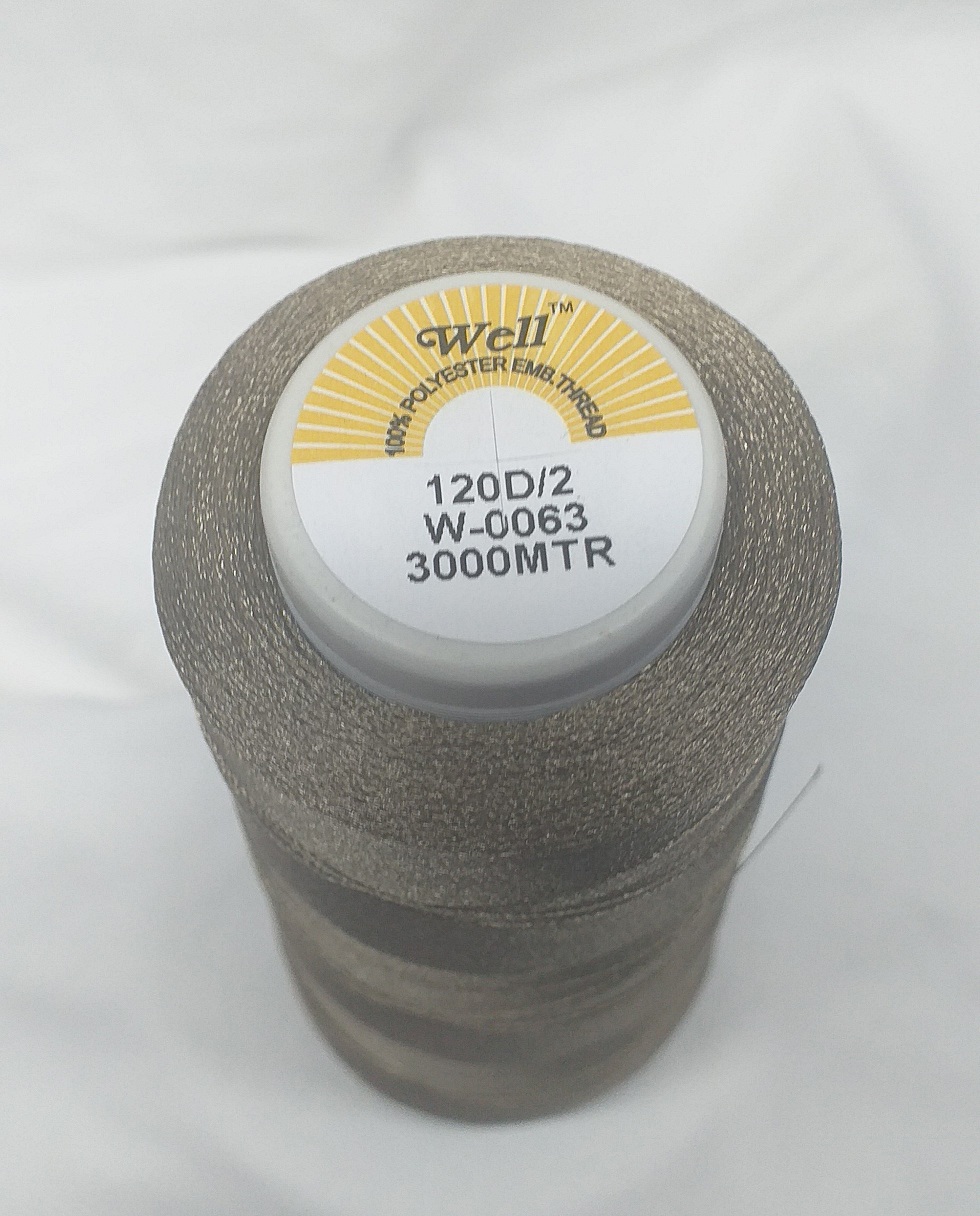 Well™
100% POLYESTER EMB.THREAD
120D/2
W-0063
3000MTR